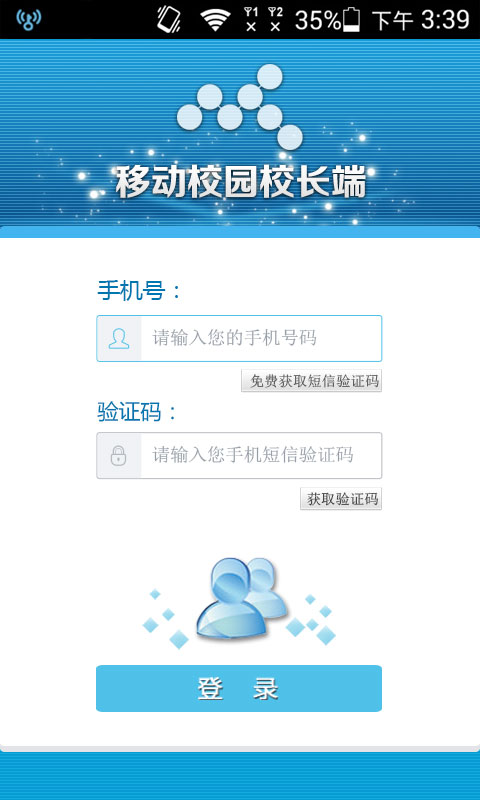 Y1 Y2 35% 下午 3:39
移动校园校长端
手机号：
请输入您的手机号码
免费获取短信验证码
验证码：
请输入您手机短信验证码
获取验证码
登 录